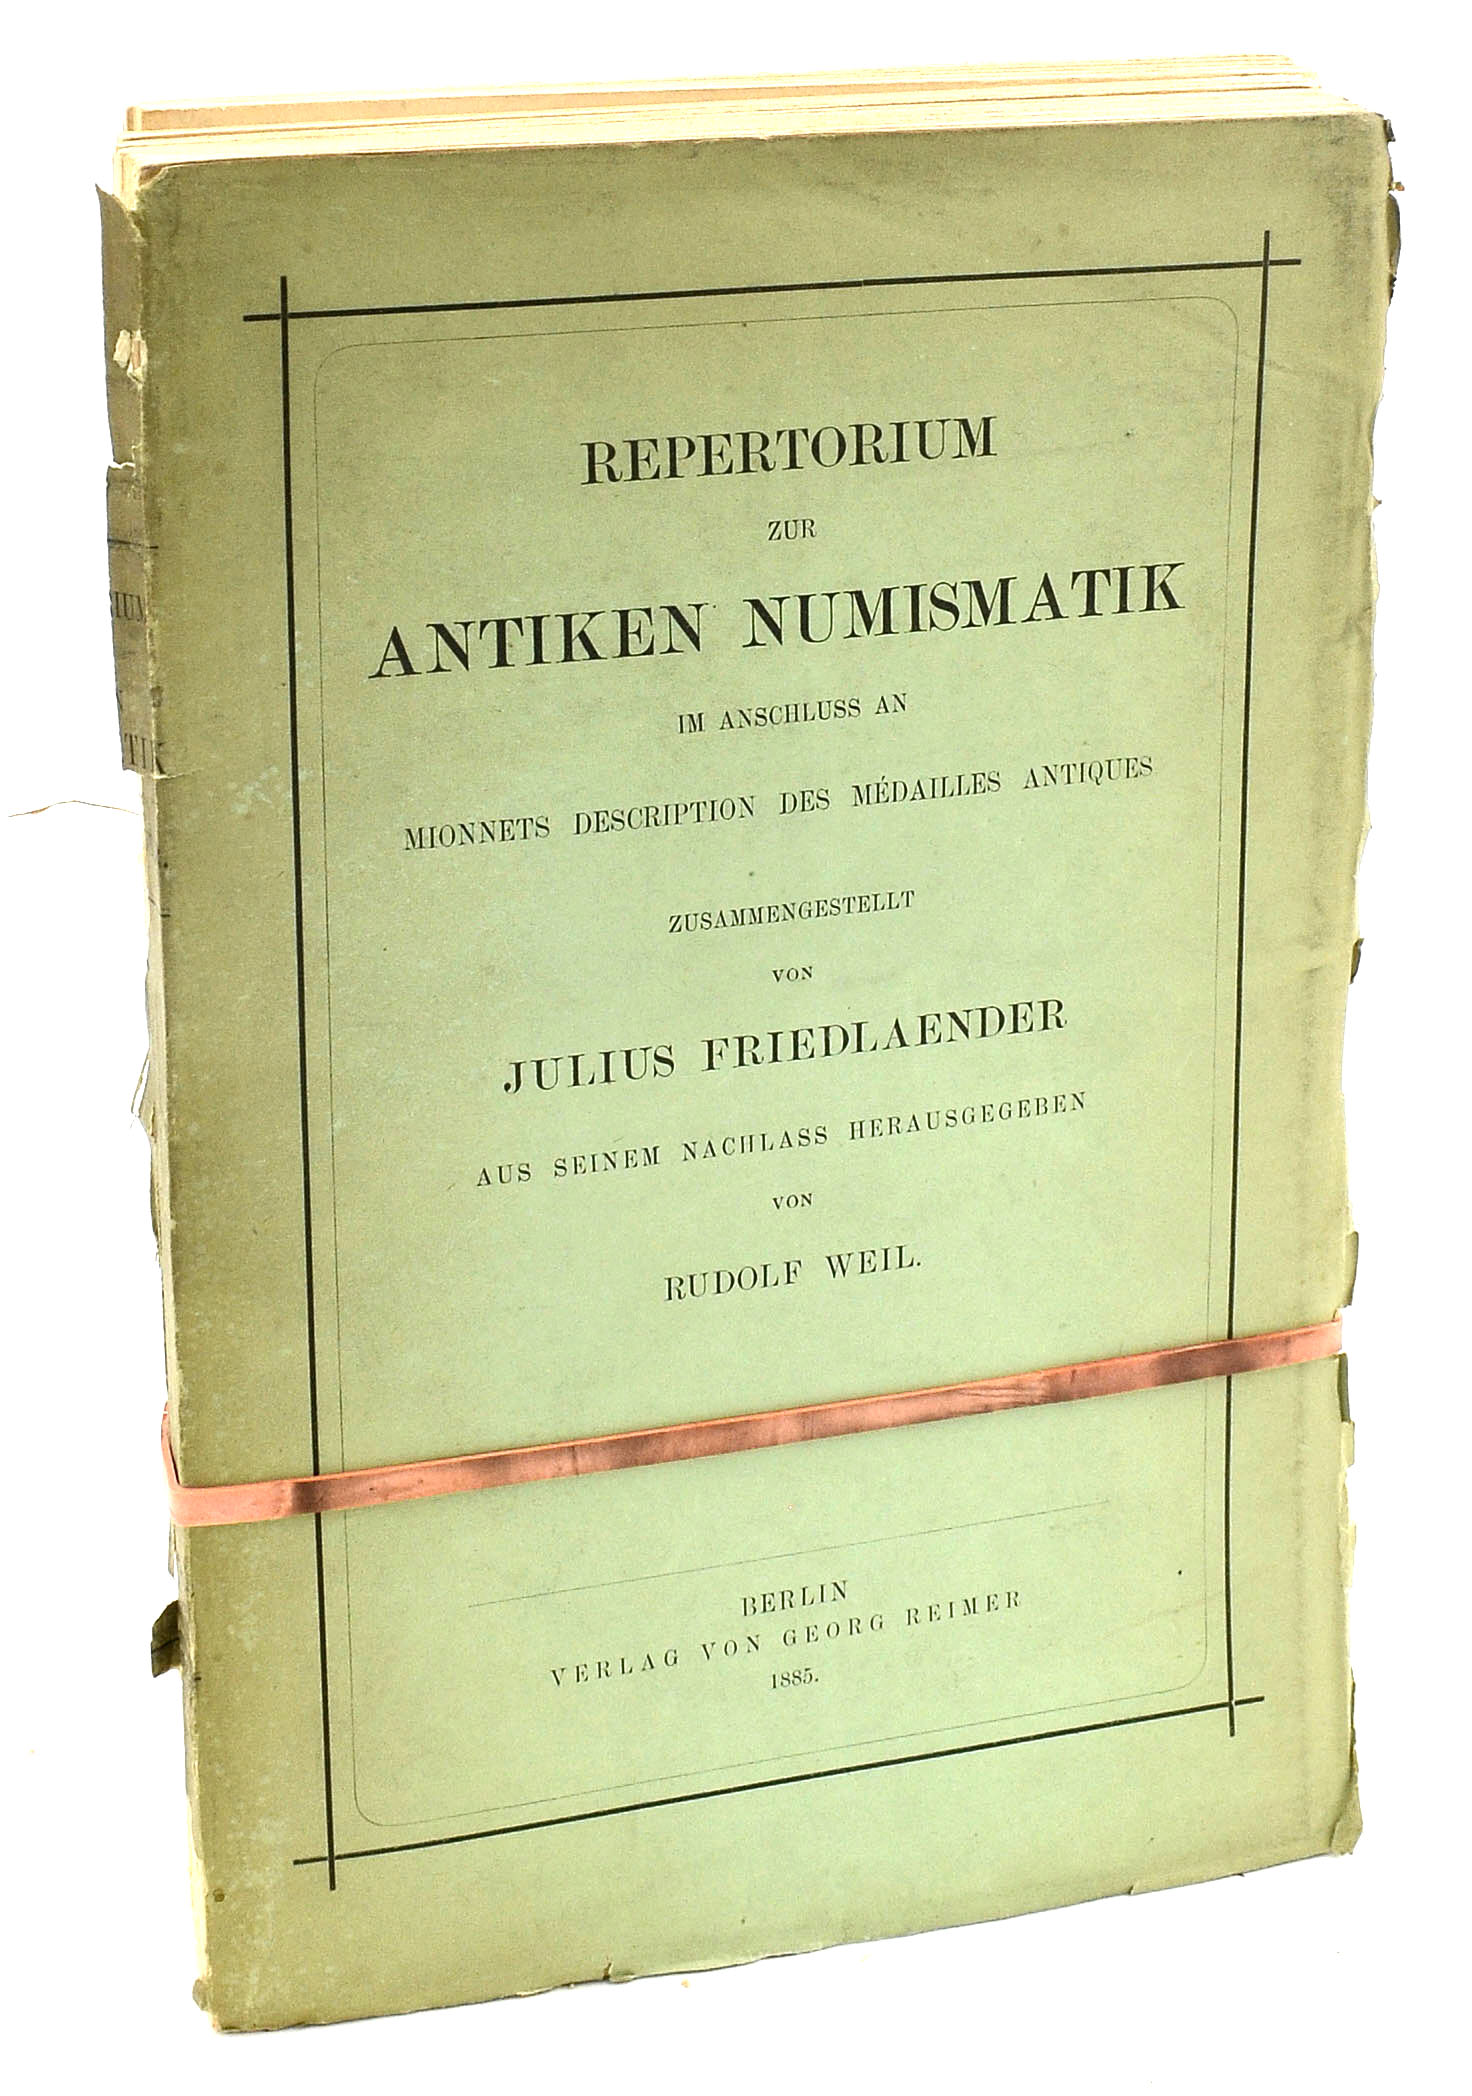 REPERTORIUM
ZUR
ANTIKEN NUMISMATIK
IM ANSCHLUSS AN
MIONNETS DESCRIPTION DES MÉDAILLES ANTIQUES
ZUSAMMENGESTELLT
VON
JULIUS FRIEDLAENDER
AUS SEINEM NACHLASS HERAUSGEGEBEN
VON
RUDOLF WEIL.
BERLIN
VERLAG VON GEORG REIMER
1885.